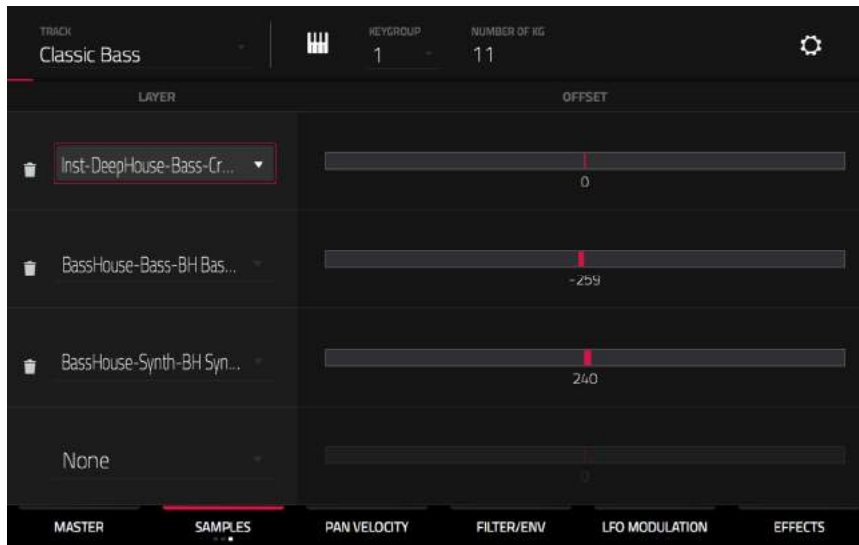 TRACK
Classic Bass
KEYGROUP
1
NUMBER OF KG
11
LAYER
OFFSET
Inst-DeepHouse-Bass-Cr...
0
BassHouse-Bass-BH Bas...
-259
BassHouse-Synth-BH Syn...
240
None
0
MASTER
SAMPLES
PAN VELOCITY
FILTER/ENV
LFO MODULATION
EFFECTS